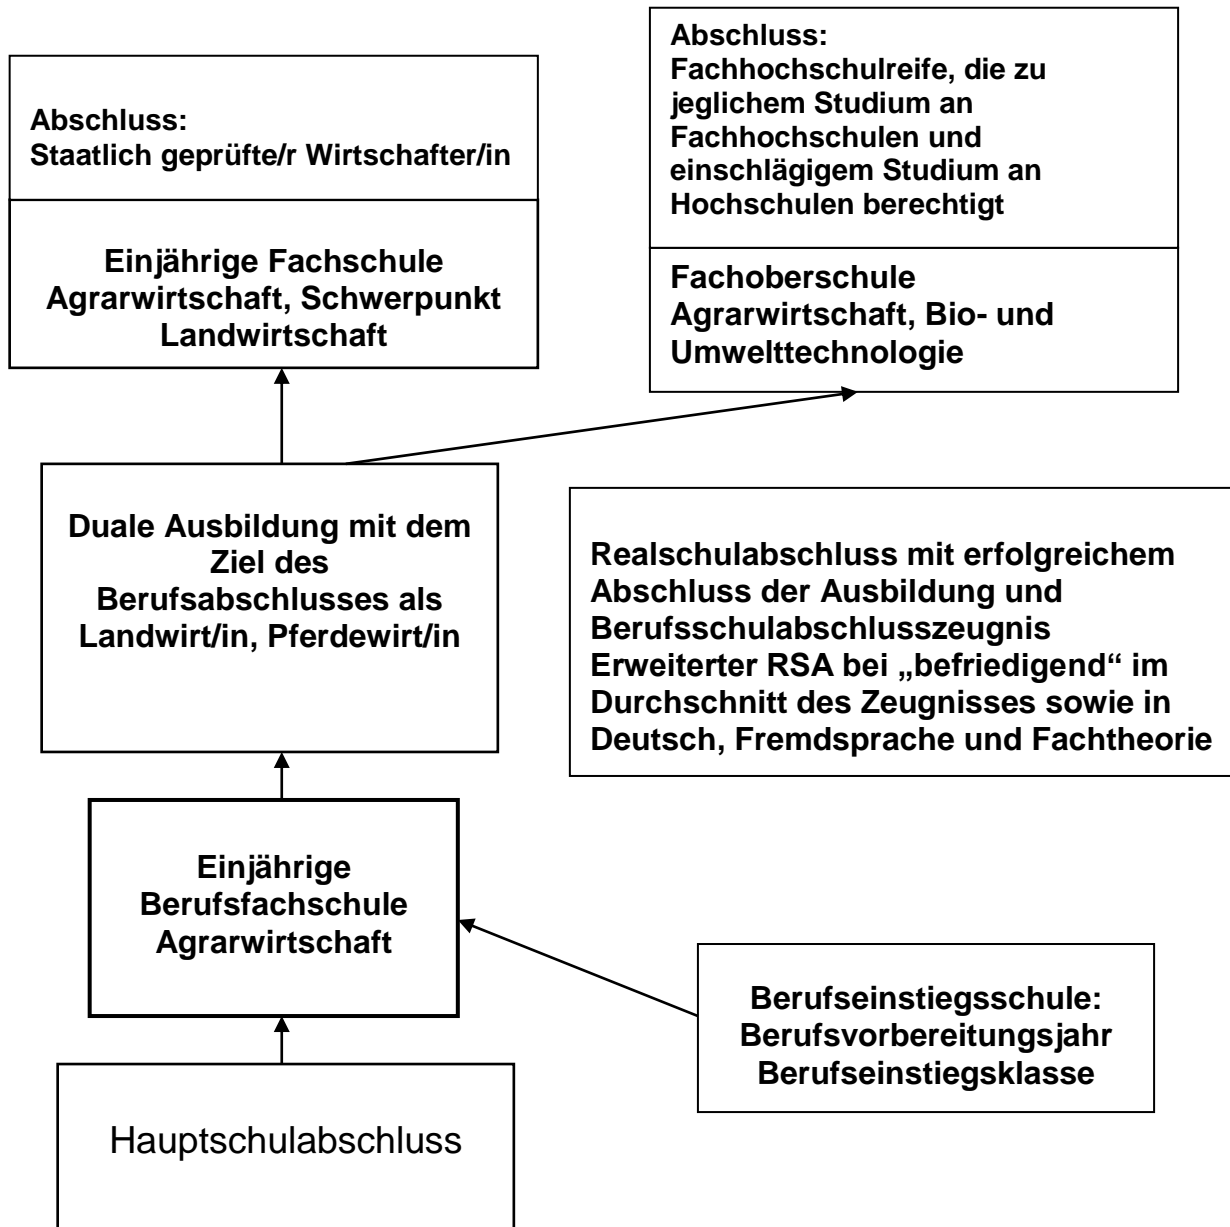 Abschluss:
Staatlich geprüfte/r Wirtschafter/in
Einjährige Fachschule
Agrarwirtschaft, Schwerpunkt
Landwirtschaft
Abschluss:
Fachhochschulreife, die zu
jeglichem Studium an
Fachhochschulen und
einschlägigem Studium an
Hochschulen berechtigt
Fachoberschule
Agrarwirtschaft, Bio- und
Umwelttechnologie
Duale Ausbildung mit dem
Ziel des
Berufsabschlusses als
Landwirt/in, Pferdewirt/in
Realschulabschluss mit erfolgreichem
Abschluss der Ausbildung und
Berufsschulabschlusszeugnis
Erweiterter RSA bei „befriedigend“ im
Durchschnitt des Zeugnisses sowie in
Deutsch, Fremdsprache und Fachtheorie
Einjährige
Berufsfachschule
Agrarwirtschaft
Berufseinstiegsschule:
Berufsvorbereitungsjahr
Berufseinstiegsklasse
Hauptschulabschluss